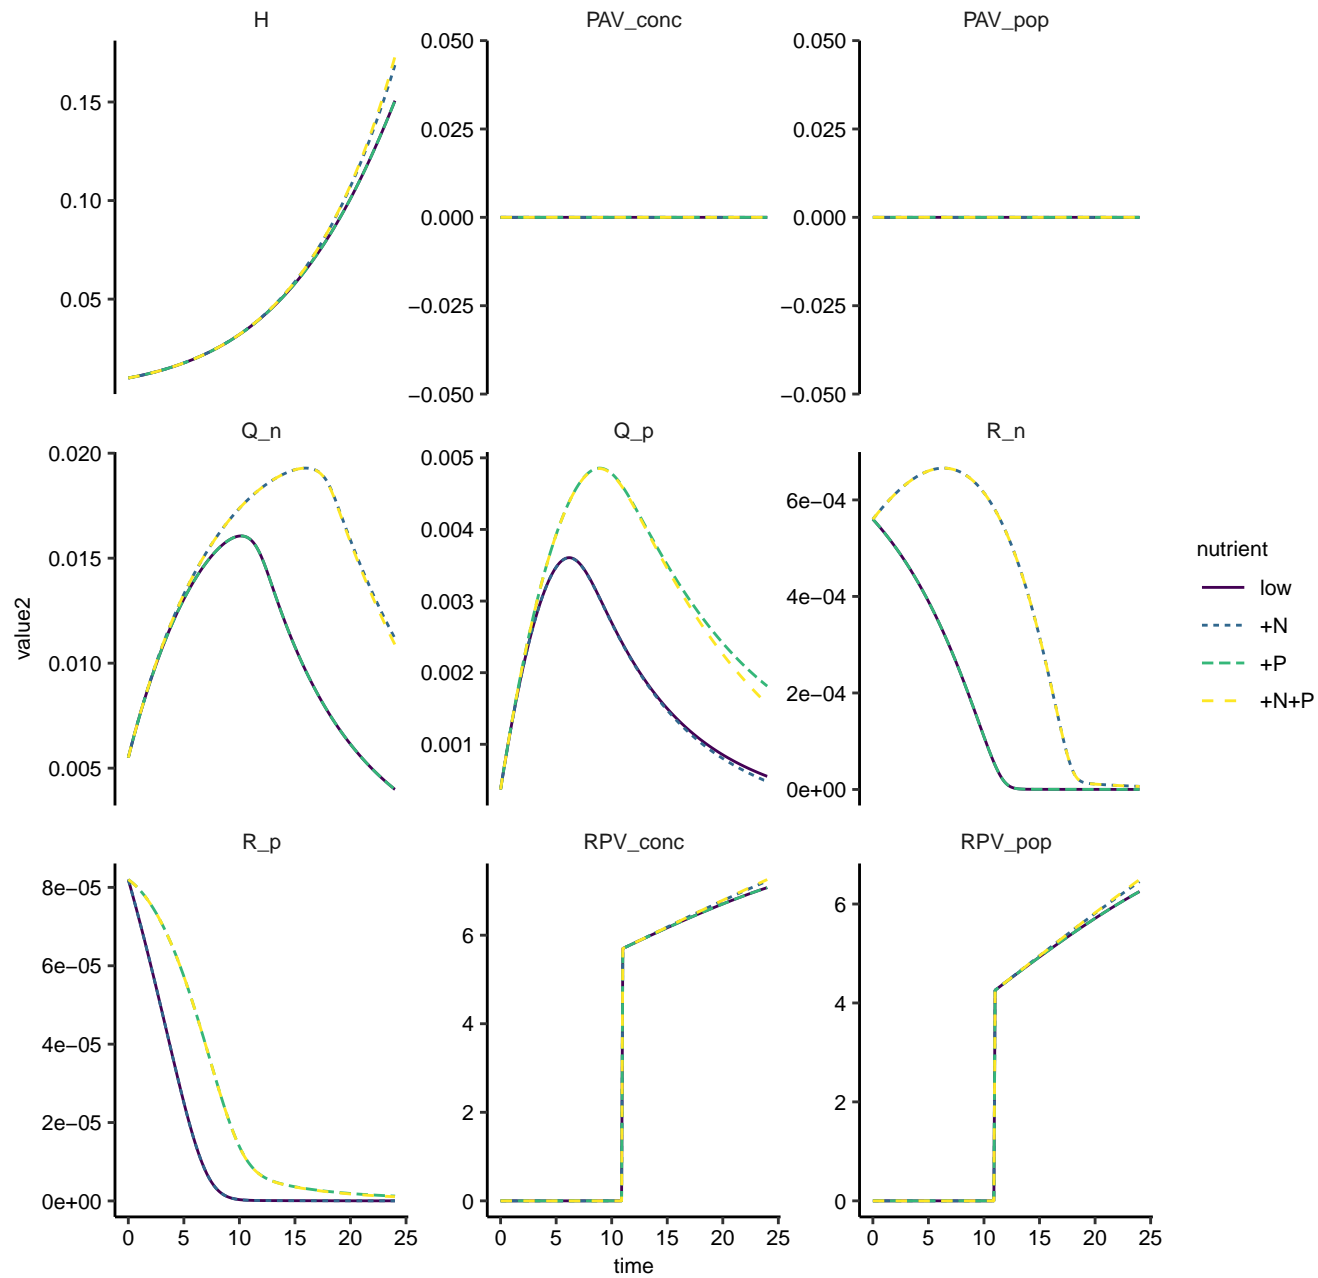 H
PAV_conc
PAV_pop
0.15
0.10
0.05
0.050
0.025
0.000
−0.025
−0.050
0.050
0.025
0.000
−0.025
−0.050
Q_n
Q_p
R_n
0.020
0.015
0.010
0.005
0.005
0.004
0.003
0.002
0.001
6e−04
4e−04
2e−04
0e+00
R_p
RPV_conc
RPV_pop
8e−05
6e−05
4e−05
2e−05
0e+00
6
4
2
0
6
4
2
0
0 5 10 15 20 25
0 5 10 15 20 25
0 5 10 15 20 25
time
value2
nutrient
low
+N
+P
+N+P